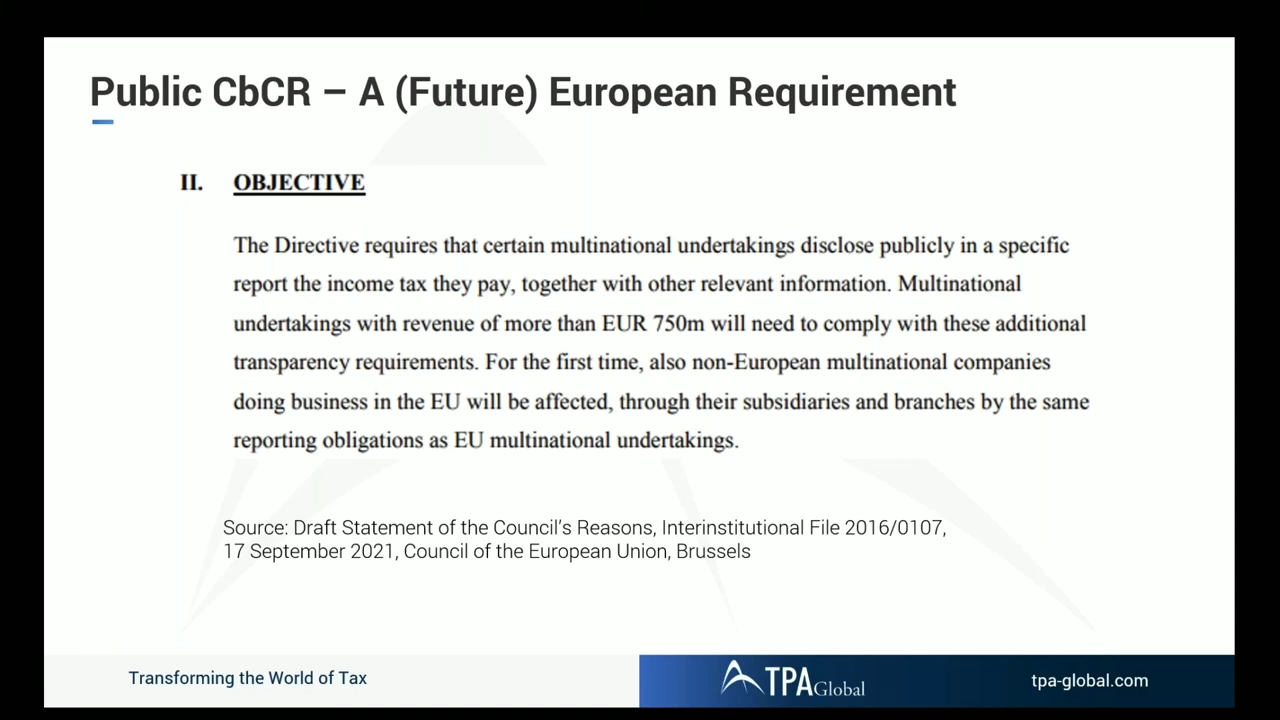 Public CbCR – A (Future) European Requirement
II. OBJECTIVE
The Directive requires that certain multinational undertakings disclose publicly in a specific
report the income tax they pay, together with other relevant information. Multinational
undertakings with revenue of more than EUR 750m will need to comply with these additional
transparency requirements. For the first time, also non-European multinational companies
doing business in the EU will be affected, through their subsidiaries and branches by the same
reporting obligations as EU multinational undertakings.
Source: Draft Statement of the Council's Reasons, Interinstitutional File 2016/0107,
17 September 2021, Council of the European Union, Brussels
Transforming the World of Tax
TPA Global
tpa-global.com